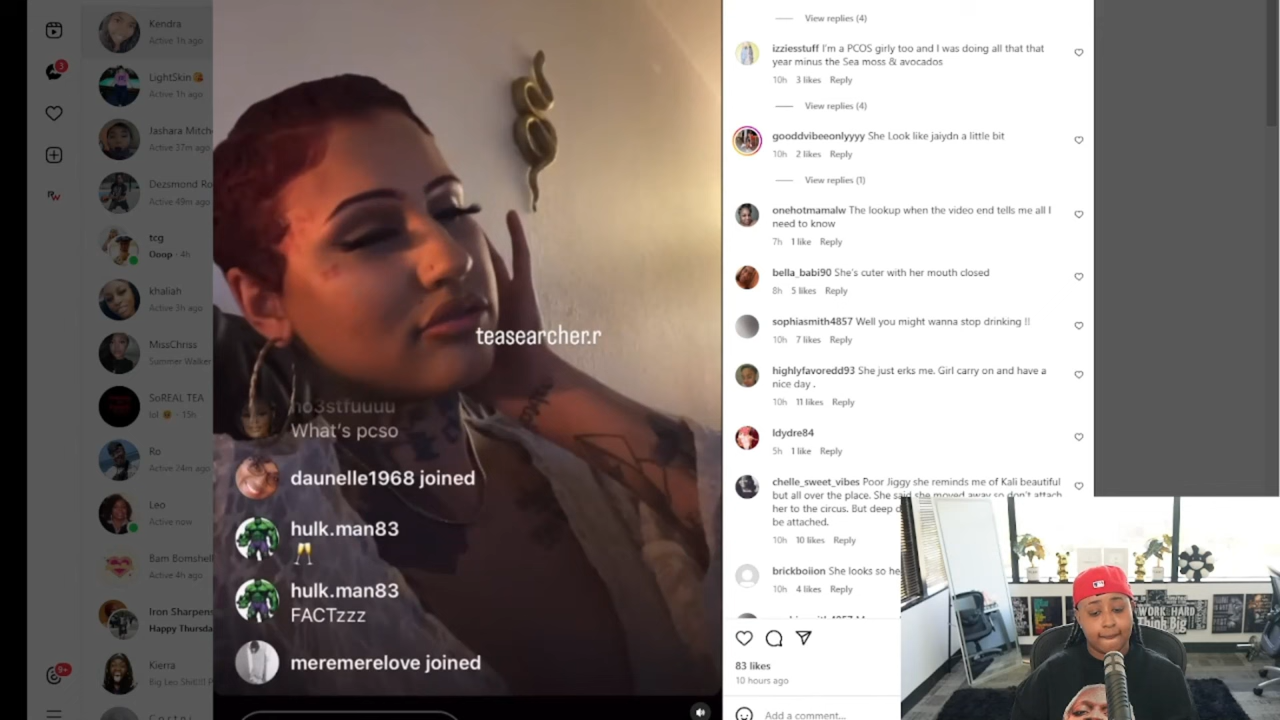 Kendra
Active 1h ago
LightSkin
Active 1h ago
3
Jashara Mitch
Active 37m ago
Dezsmond Ro
Active 49m ago
tcg
Ooop · 4h
khaliah
Active 3h ago
MissChriss
Summer Walker
SoREAL TEA
lol · 15h
Ro
Active 24m ago
Leo
Active now
Bam Bomshell
Active 4h ago
Iron Sharpens
Happy Thursda
9+
Kierra
Big Leo Shit!!! P
teasearcher.r
ho3stfuuuu
What's pcso
daunelle1968 joined
hulk.man83
🥂
hulk.man83
FACTzzz
meremerelove joined
View replies (4)
izziesstuff I'm a PCOS girly too and I was doing all that that
year minus the Sea moss & avocados
10h 3 likes Reply
View replies (4)
gooddvibeeonlyyyy She Look like jaiydn a little bit
10h 2 likes Reply
View replies (1)
onehotmamalw The lookup when the video end tells me all I
need to know
7h 1 like Reply
bella_babi90 She's cuter with her mouth closed
8h 5 likes Reply
sophiasmith4857 Well you might wanna stop drinking !!
10h 7 likes Reply
highlyfavoredd93 She just erks me. Girl carry on and have a
nice day .
10h 11 likes Reply
ldydre84
5h 1 like Reply
chelle_sweet_vibes Poor Jiggy she reminds me of Kali beautiful
but all over the place. She said she moved away so don't attach
her to the circus. But deep d
be attached.
10h 10 likes Reply
brickboiion She looks so he
10h 4 likes Reply
83 likes
10 hours ago
Add a comment...
WORK HARD
Think Big